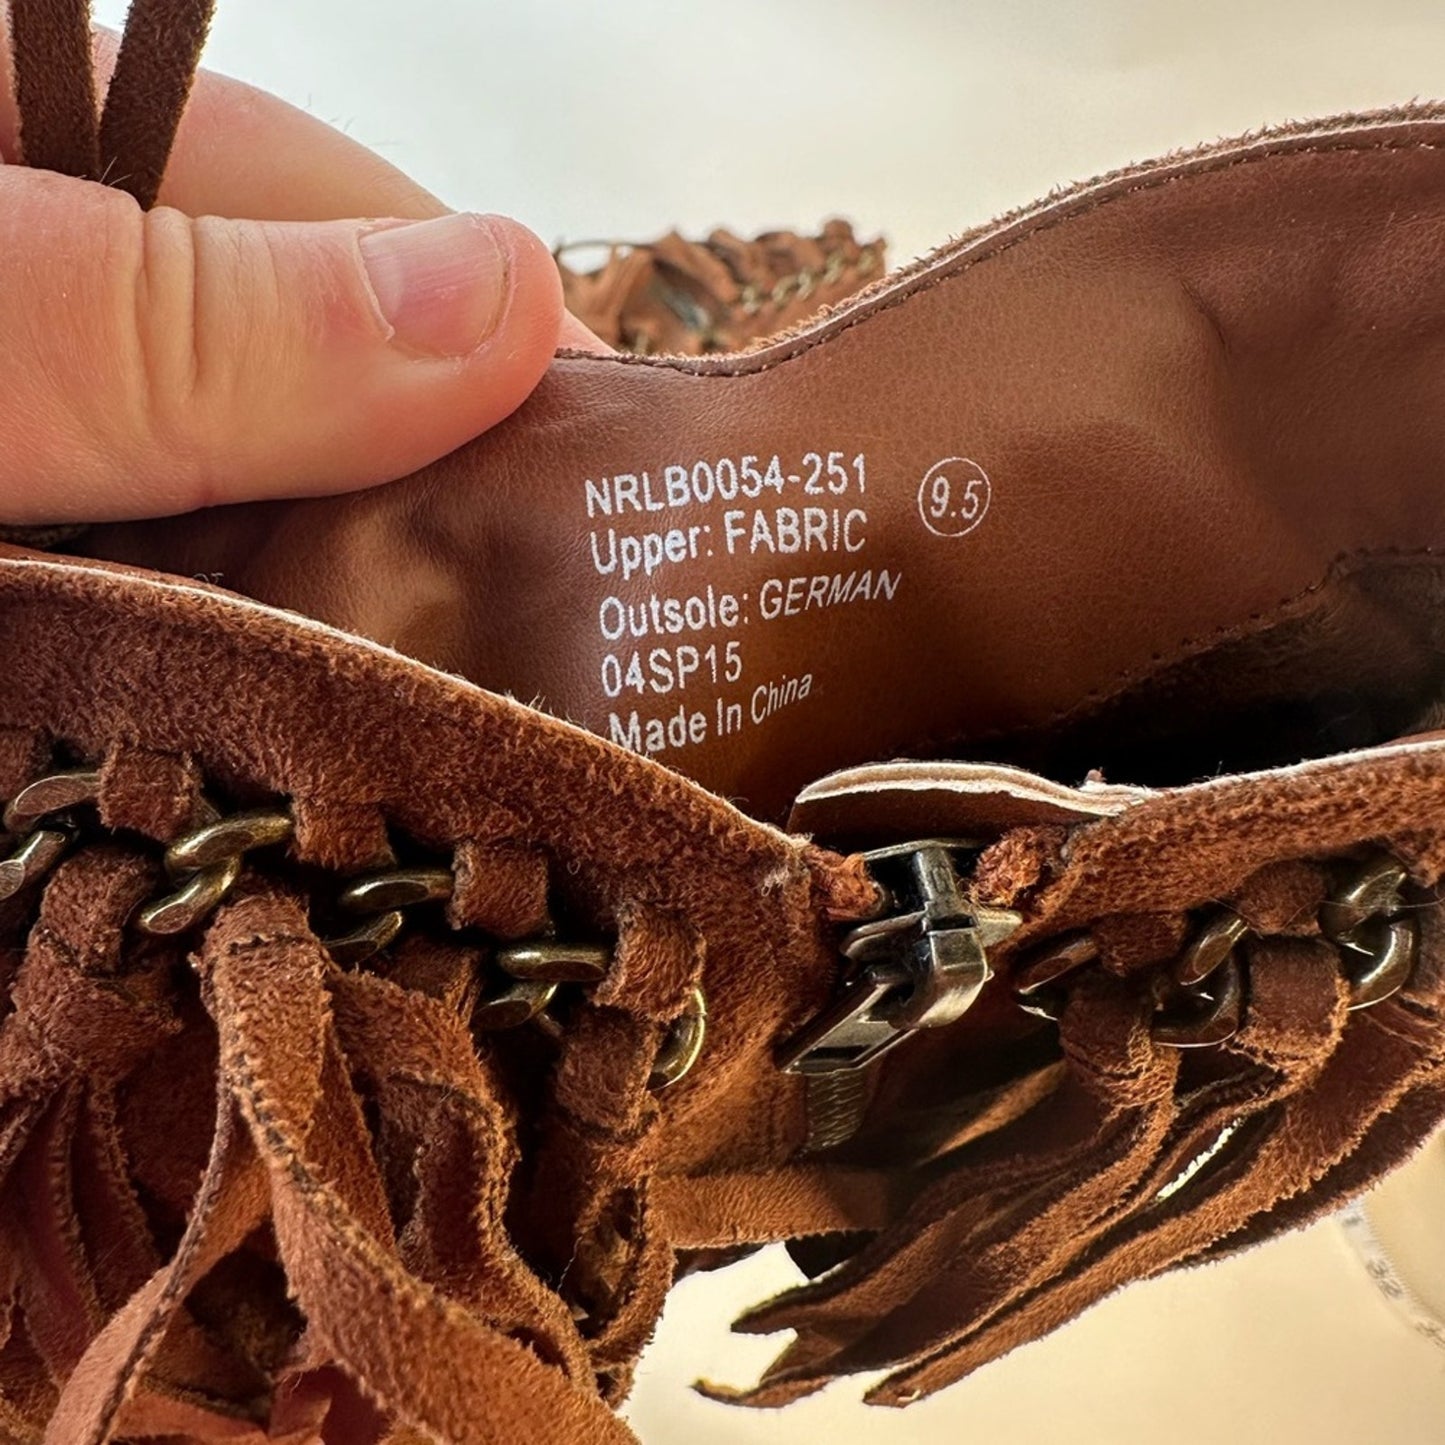 NRLB0054-251 9.5
Upper: FABRIC
Outsole: GERMAN
04SP15
Made In China